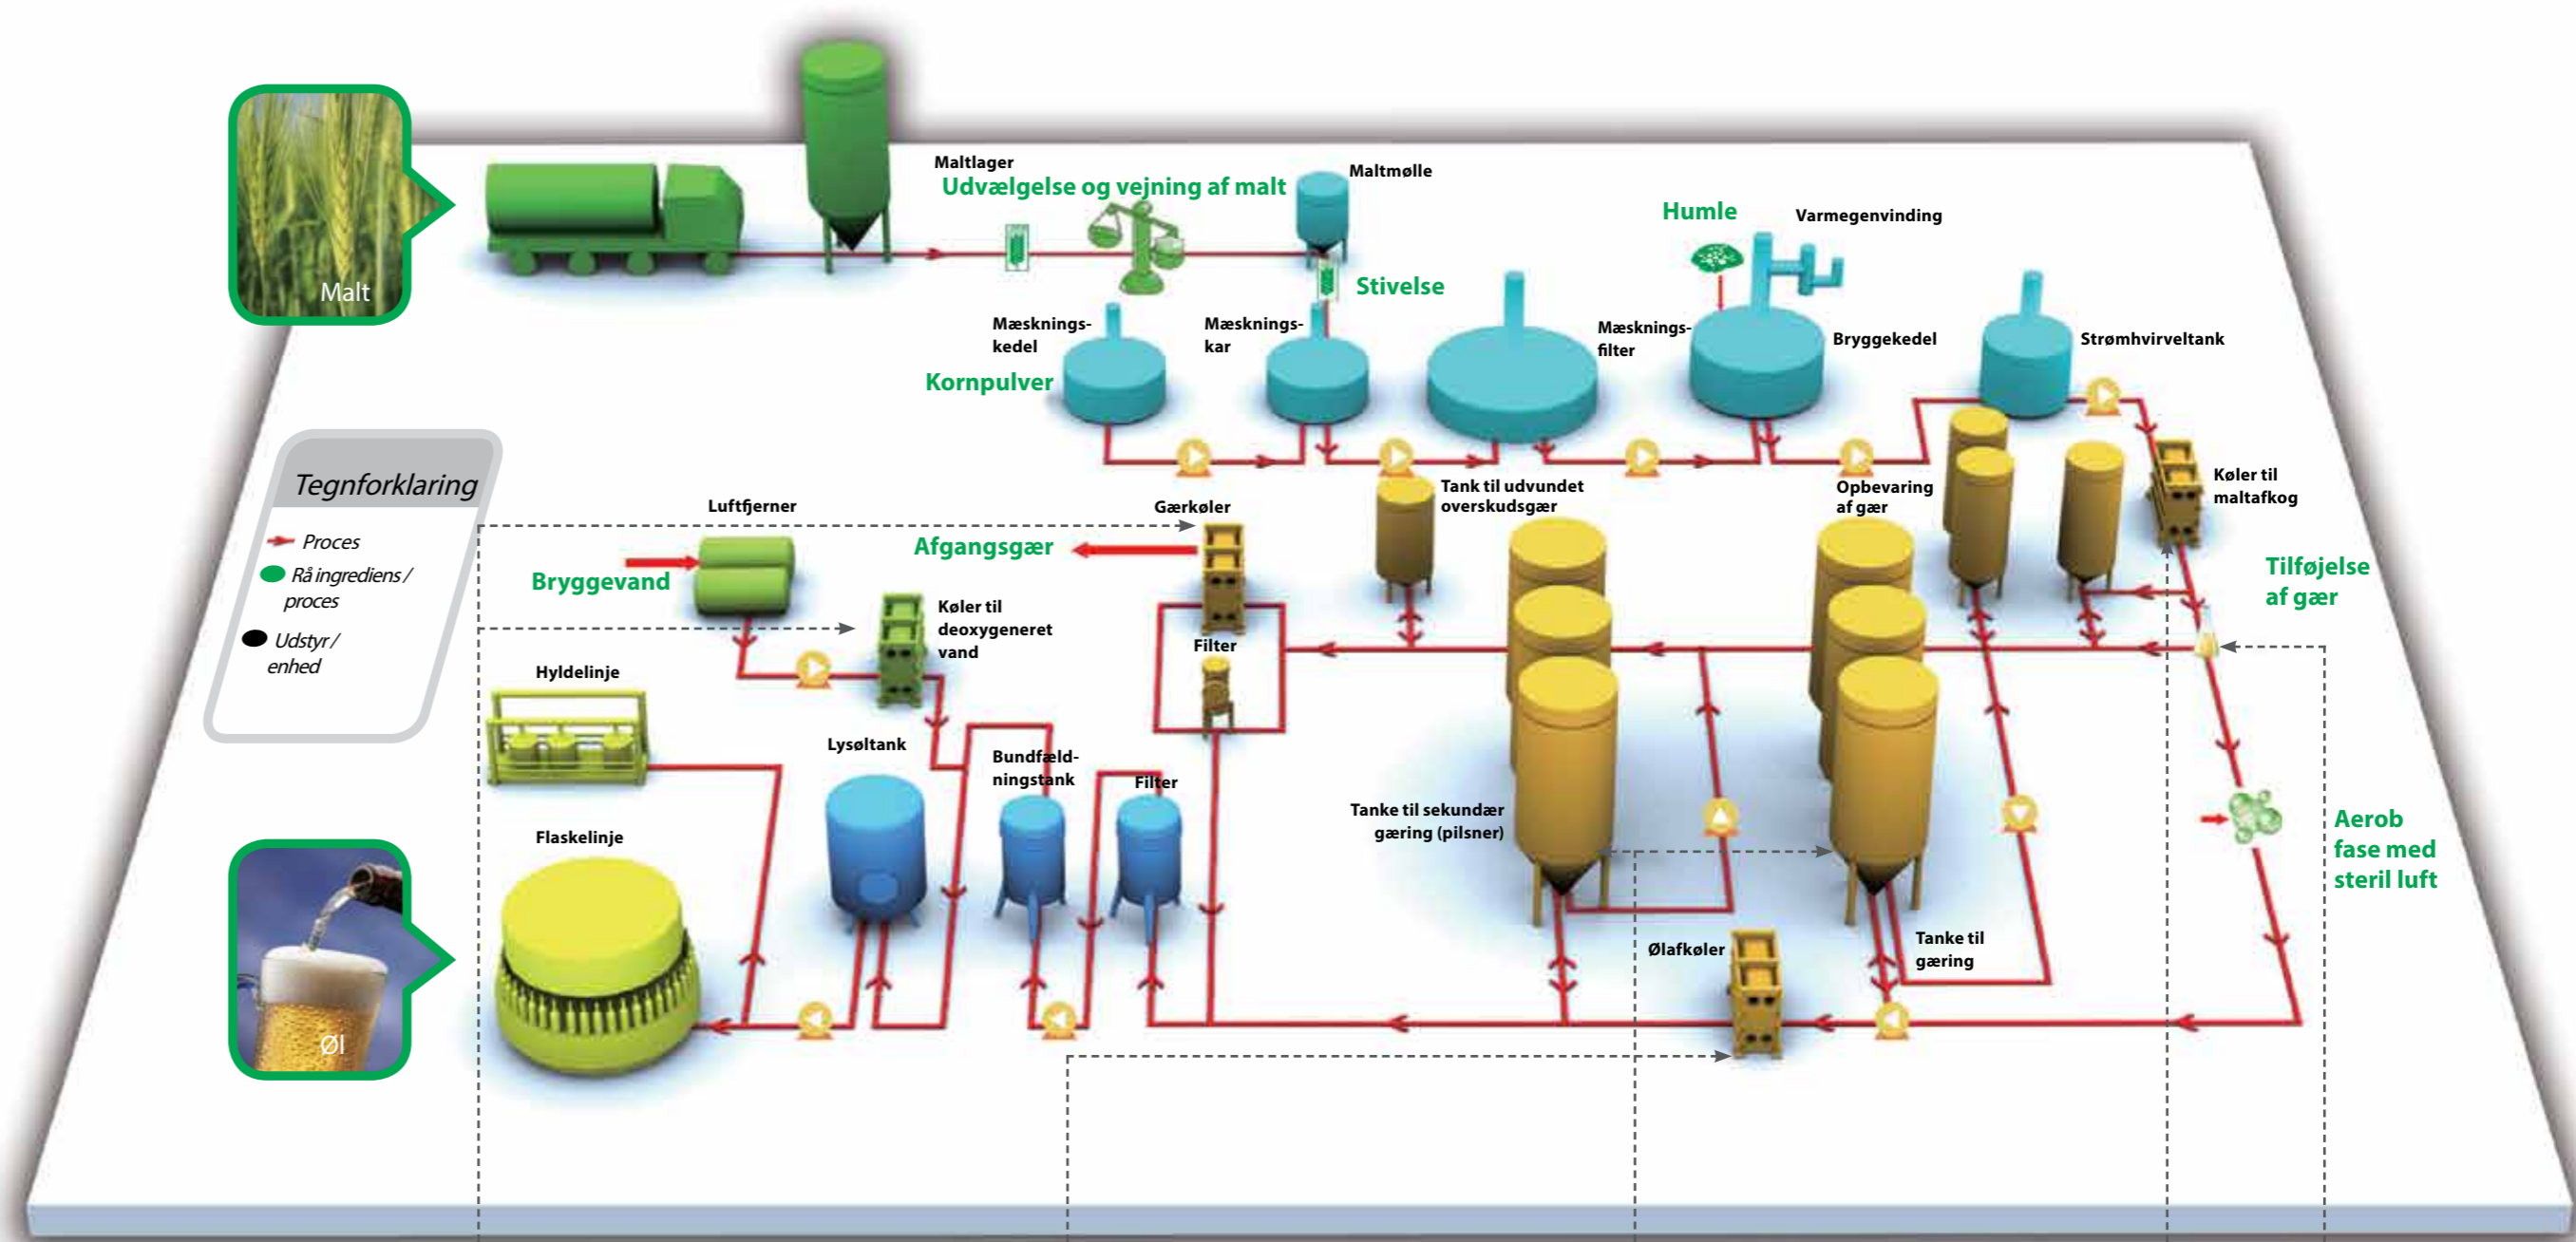 Malt
Maltlager
Udvælgelse og vejning af malt
Maltmølle
Humle
Varmegenvinding
Stivelse
Mæsknings-
kedel
Kornpulver
Mæsknings-
kar
Mæsknings-
filter
Bryggekedel
Strømhvirveltank
Tegnforklaring
Proces
Rå ingrediens /
proces
Udstyr /
enhed
Luftfjerner
Bryggevand
Afgangsgær
Gærkøler
Tank til udvundet
overskudsgær
Opbevaring
af gær
Køler til
maltafkog
Tilføjelse
af gær
Køler til
deoxygeneret
vand
Filter
Hyldelinje
Lysøltank
Bundfæld-
ningstank
Filter
Tanke til sekundær
gæring (pilsner)
Aerob
fase med
steril luft
Flaskelinje
Ølafkøler
Tanke til
gæring
Øl